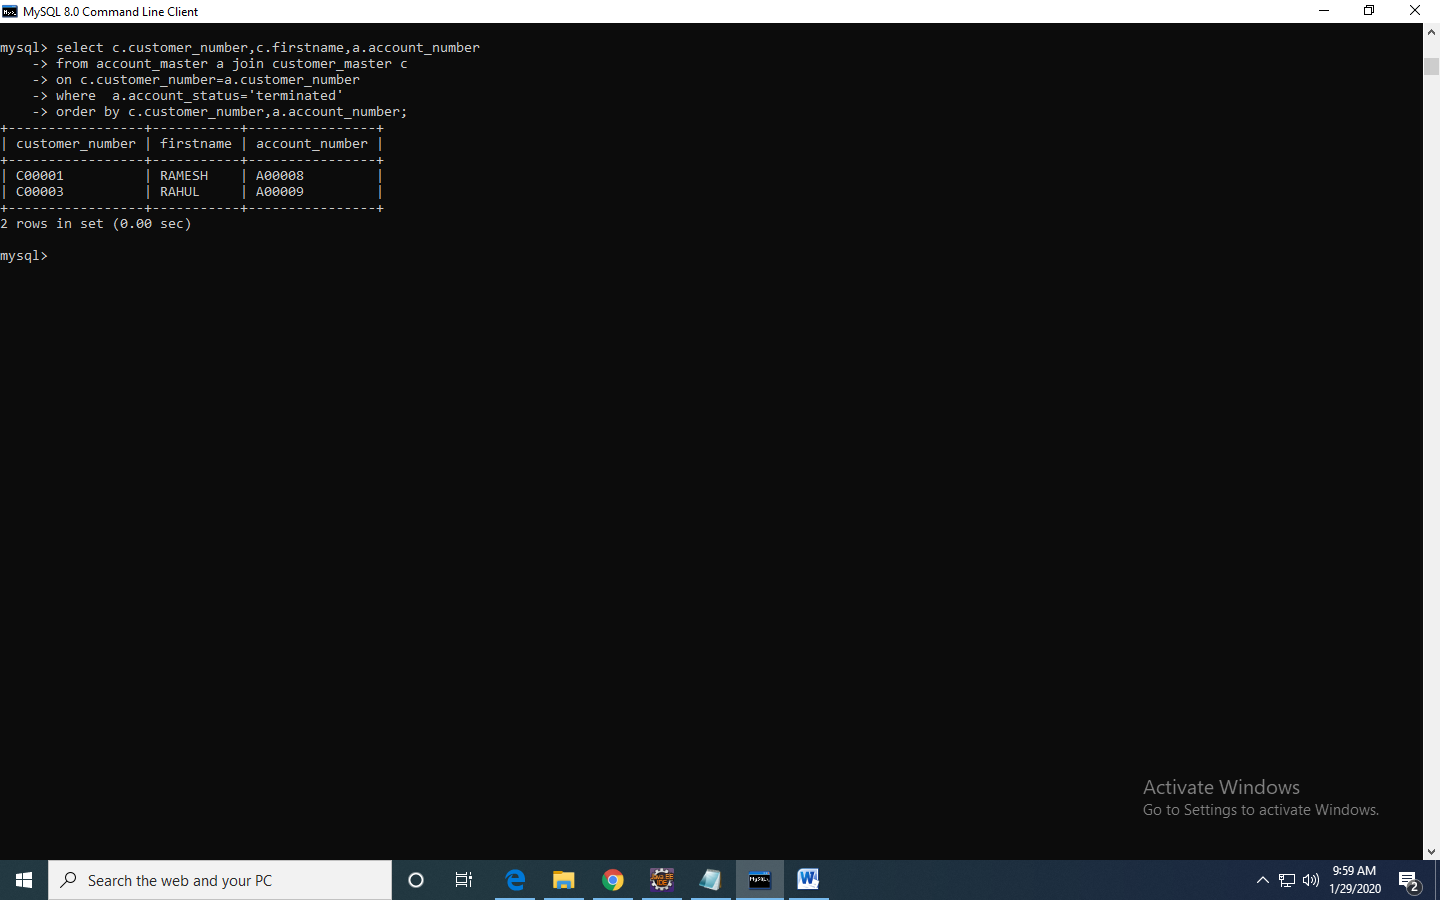 MySQL 8.0 Command Line Client
mysql> select c.customer_number,c.firstname,a.account_number
    -> from account_master a join customer_master c
    -> on c.customer_number=a.customer_number
    -> where  a.account_status='terminated'
    -> order by c.customer_number,a.account_number;
+-----------------+-----------+----------------+
| customer_number | firstname | account_number |
+-----------------+-----------+----------------+
| C00001          | RAMESH    | A00008         |
| C00003          | RAHUL     | A00009         |
+-----------------+-----------+----------------+
2 rows in set (0.00 sec)
mysql>
Activate Windows
Go to Settings to activate Windows.
Search the web and your PC
9:59 AM
1/29/2020
2